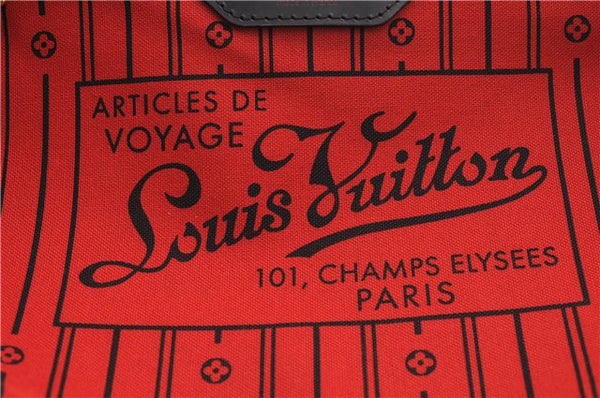 ARTICLES DE
VOYAGE
Louis Vuitton
101, CHAMPS ELYSEES
PARIS